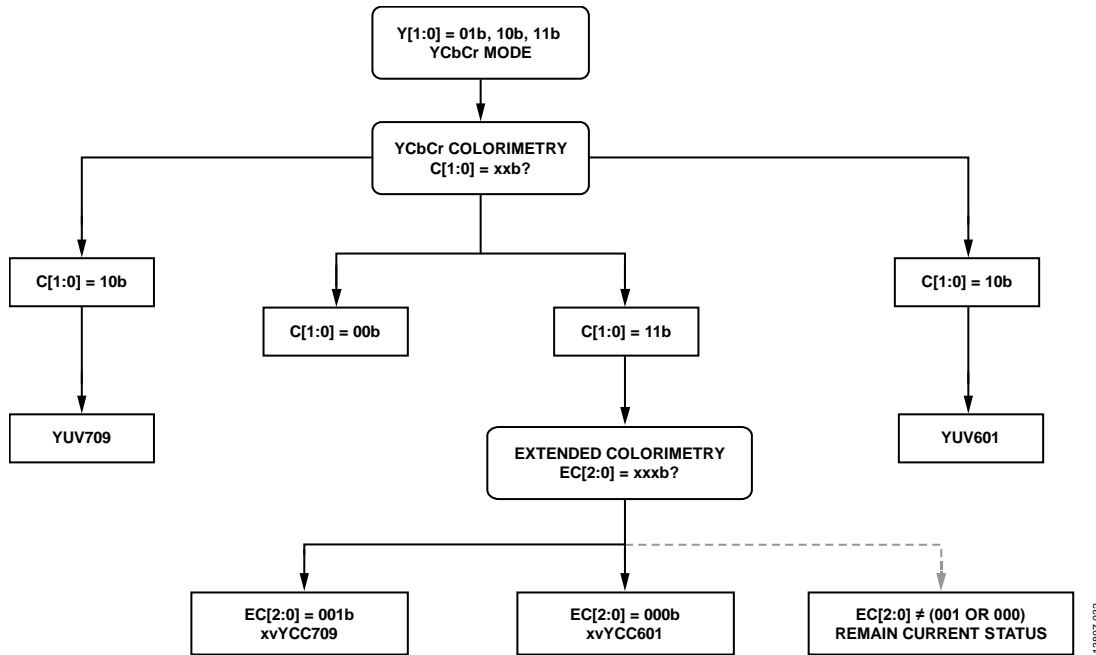 Y[1:0] = 01b, 10b, 11b
YCbCr MODE
YCbCr COLORIMETRY
C[1:0] = xxb?
C[1:0] = 10b
C[1:0] = 10b
C[1:0] = 00b
C[1:0] = 11b
YUV709
YUV601
EXTENDED COLORIMETRY
EC[2:0] = xxxb?
EC[2:0] = 001b
xvYCC709
EC[2:0] = 000b
xvYCC601
EC[2:0] ≠ (001 OR 000)
REMAIN CURRENT STATUS